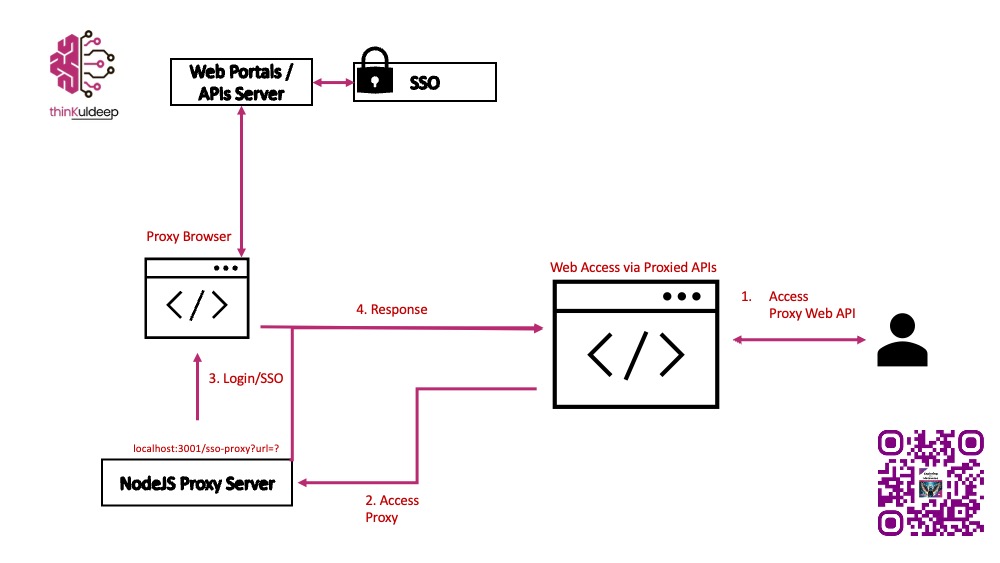 thinKuldeep
Web Portals /
APIs Server
SSO
Proxy Browser
</>
4. Response
3. Login/SSO
localhost:3001/sso-proxy?url=?
NodeJS Proxy Server
2. Access
Proxy
Web Access via Proxied APIs
</>
1. Access
Proxy Web API